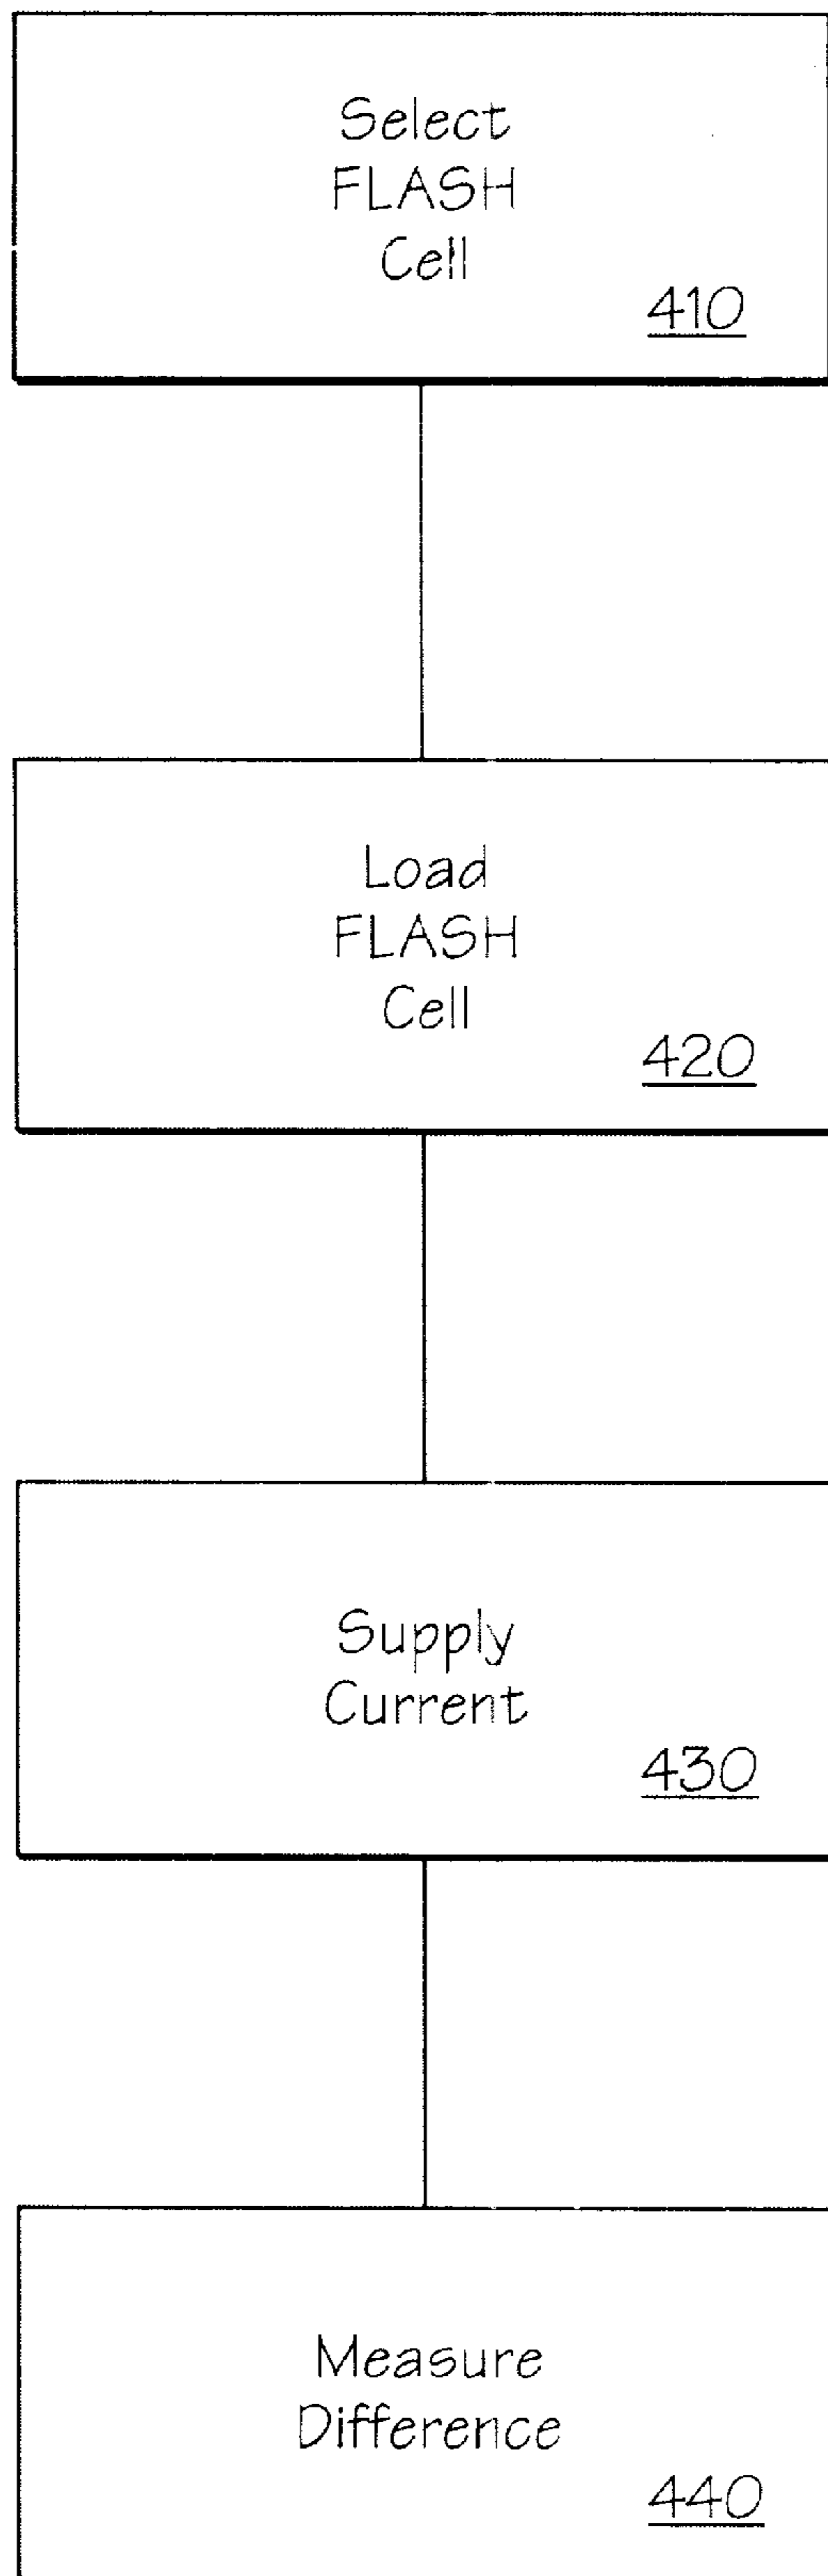 Select
FLASH
Cell
410
Load
FLASH
Cell
420
Supply
Current
430
Measure
Difference
440